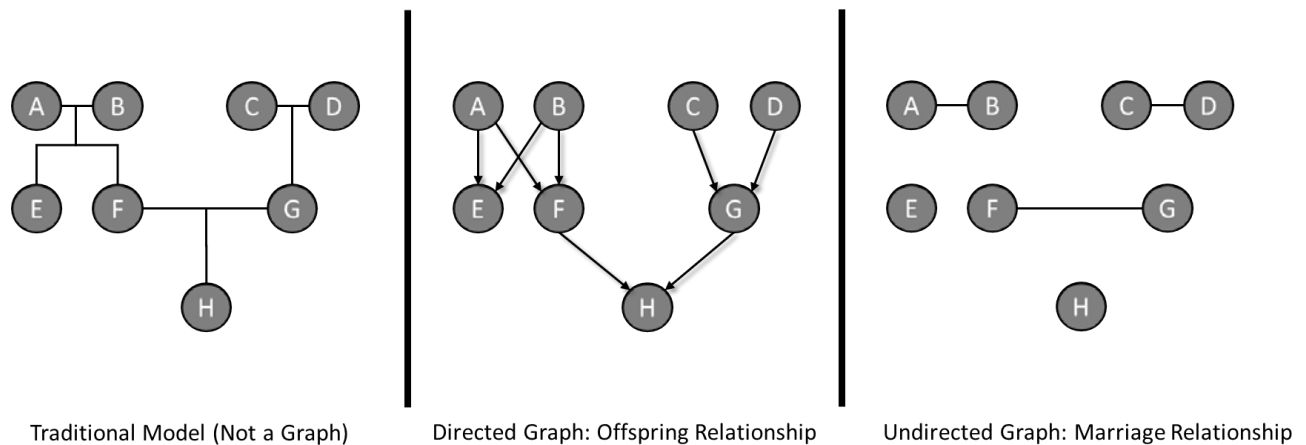 A B C D A B C D A B C D
E F G E F G E F G
H H H
Traditional Model (Not a Graph) Directed Graph: Offspring Relationship Undirected Graph: Marriage Relationship